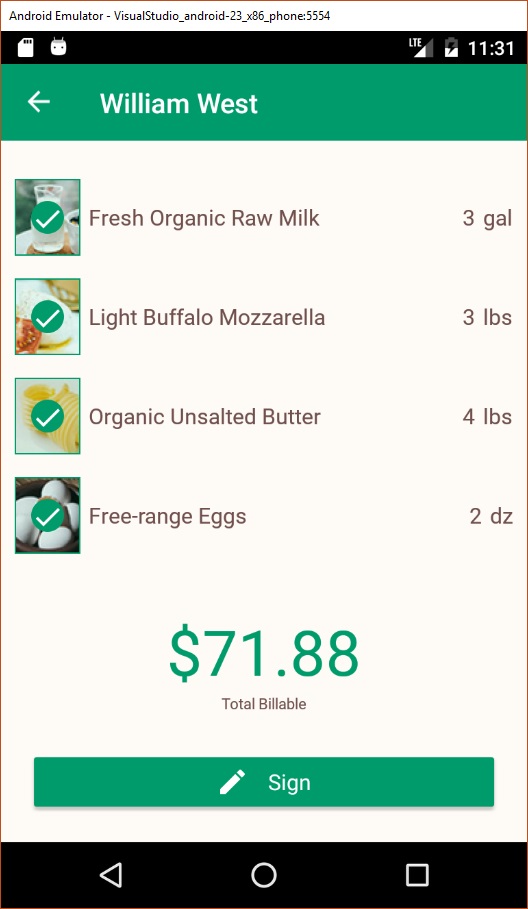 Android Emulator - VisualStudio_android-23_x86_phone:5554
LTE 11:31
William West
Fresh Organic Raw Milk 3 gal
Light Buffalo Mozzarella 3 lbs
Organic Unsalted Butter 4 lbs
Free-range Eggs 2 dz
$71.88
Total Billable
Sign